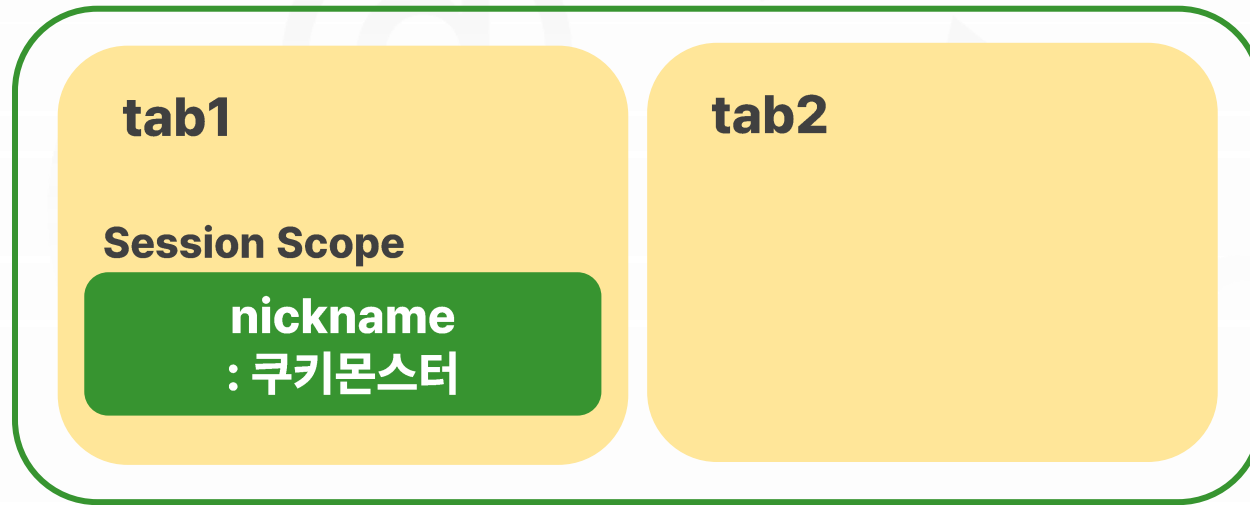 tab1
tab2
Session Scope
nickname
: 쿠키몬스터